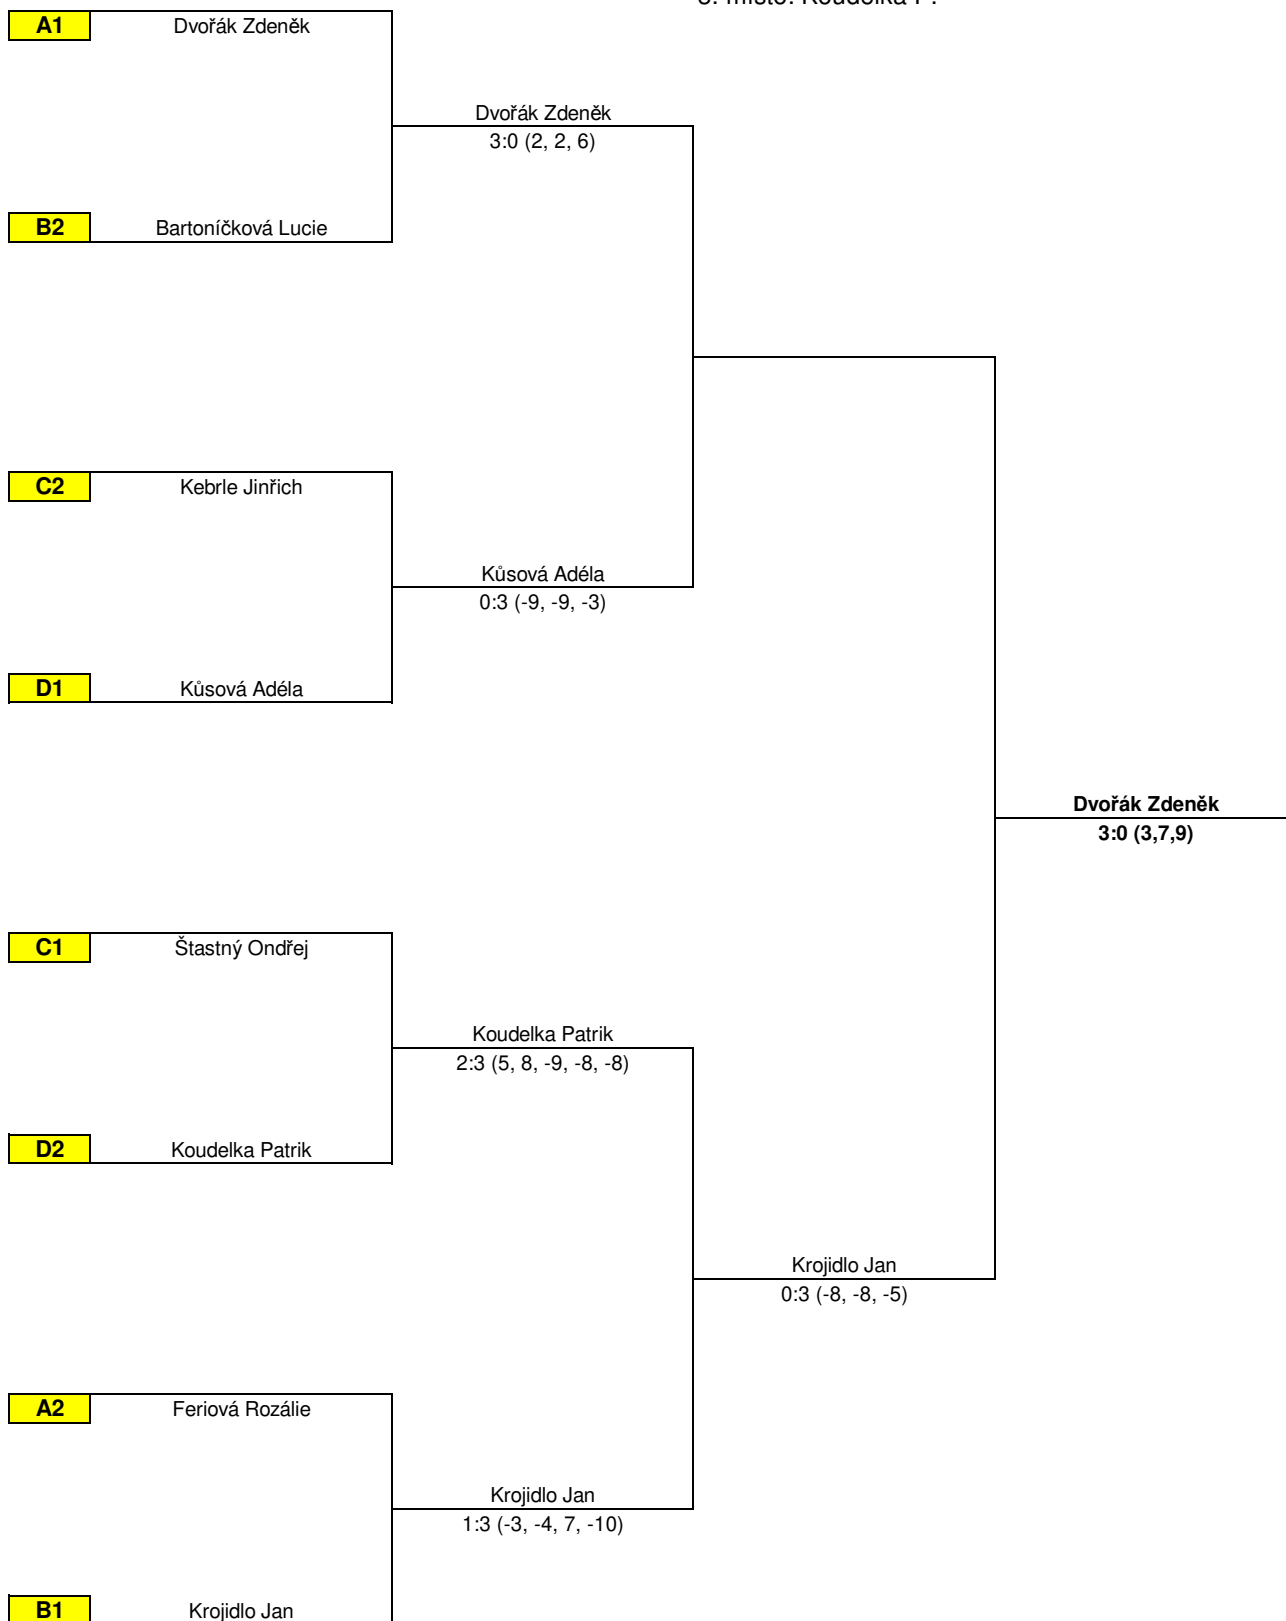 místo: Koudelka
A1 Dvořák Zdeněk
Dvořák Zdeněk
3:0 (2, 2, 6)
B2 Bartoníčková Lucie
C2 Kebrle Jinřich
Kůsová Adéla
0:3 (-9, -9, -3)
D1 Kůsová Adéla
Dvořák Zdeněk
3:0 (3,7,9)
C1 Štastný Ondřej
Koudelka Patrik
2:3 (5, 8, -9, -8, -8)
D2 Koudelka Patrik
Krojidlo Jan
0:3 (-8, -8, -5)
A2 Feriová Rozálie
Krojidlo Jan
1:3 (-3, -4, 7, -10)
B1 Krojidlo Jan